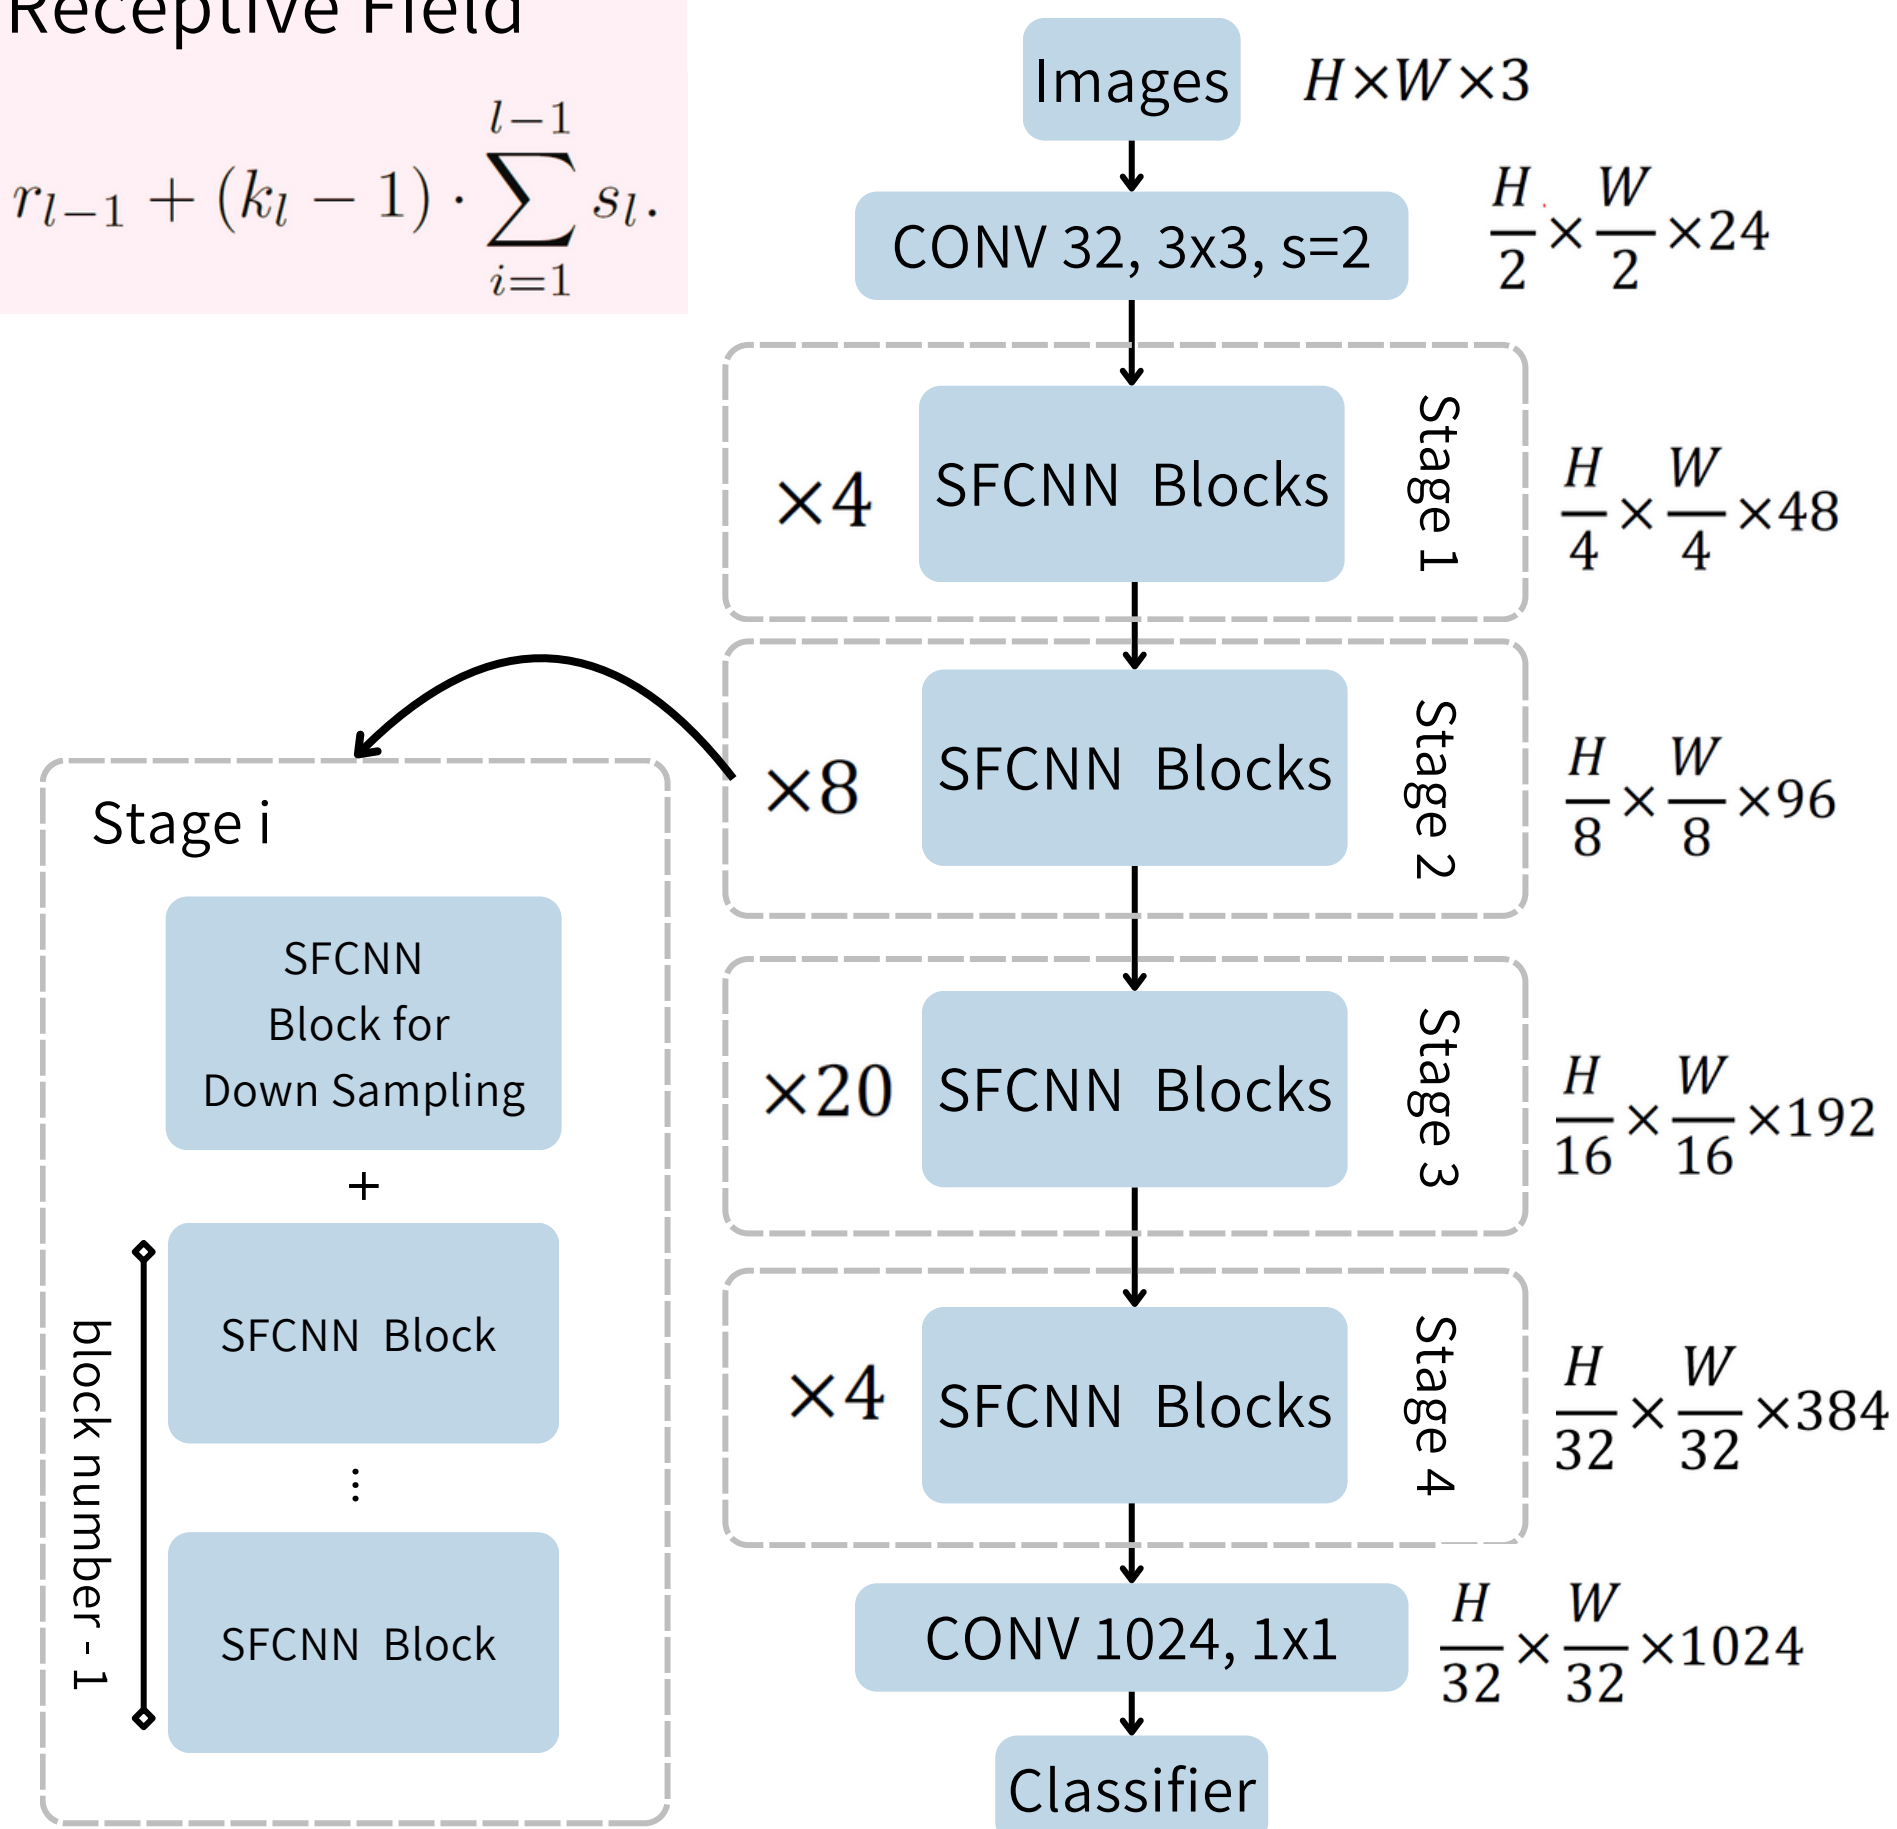 Receptive Field
r_{l-1} + (k_l - 1) · \sum_{i=1}^{l-1} s_l.
Images
H×W×3
CONV 32, 3x3, s=2
H/2 × W/2 ×24
×4
SFCNN Blocks
Stage 1
H/4 × W/4 ×48
×8
SFCNN Blocks
Stage 2
H/8 × W/8 ×96
×20
SFCNN Blocks
Stage 3
H/16 × W/16 ×192
×4
SFCNN Blocks
Stage 4
H/32 × W/32 ×384
CONV 1024, 1x1
H/32 × W/32 ×1024
Classifier
Stage i
SFCNN
Block for
Down Sampling
+
SFCNN Block
⋮
SFCNN Block
block number - 1